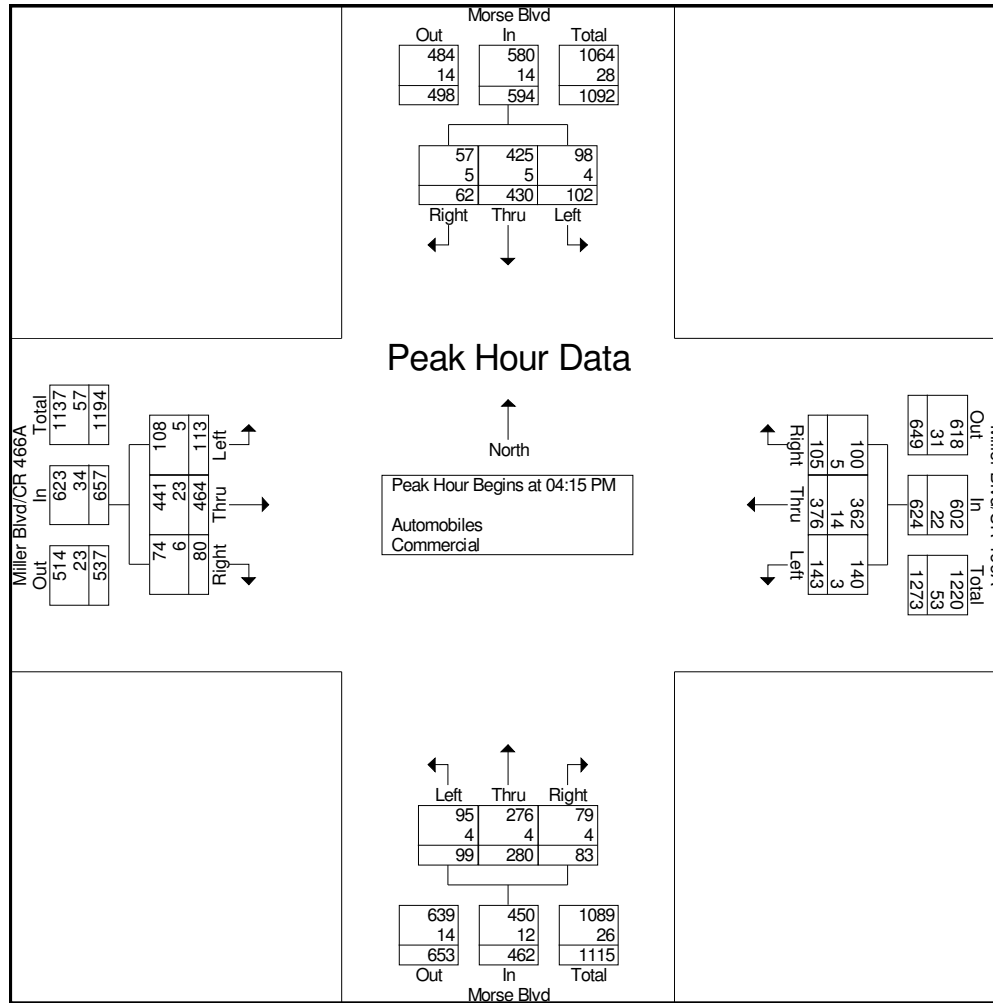 Morse Blvd
Out In Total
484 580 1064
14 14 28
498 594 1092
57 425 98
5 5 4
62 430 102
Right Thru Left
Peak Hour Data
North
Peak Hour Begins at 04:15 PM
Automobiles
Commercial
Miller Blvd/CR 466A
Out In Total
514 623 1137
23 34 57
537 657 1194
74 441 108
6 23 5
80 464 113
Right Thru Left
Out In Total
618 602 1220
31 22 53
649 624 1273
100 362 140
5 14 3
105 376 143
Right Thru Left
Left Thru Right
95 276 79
4 4 4
99 280 83
639 450 1089
14 12 26
653 462 1115
Out In Total
Morse Blvd